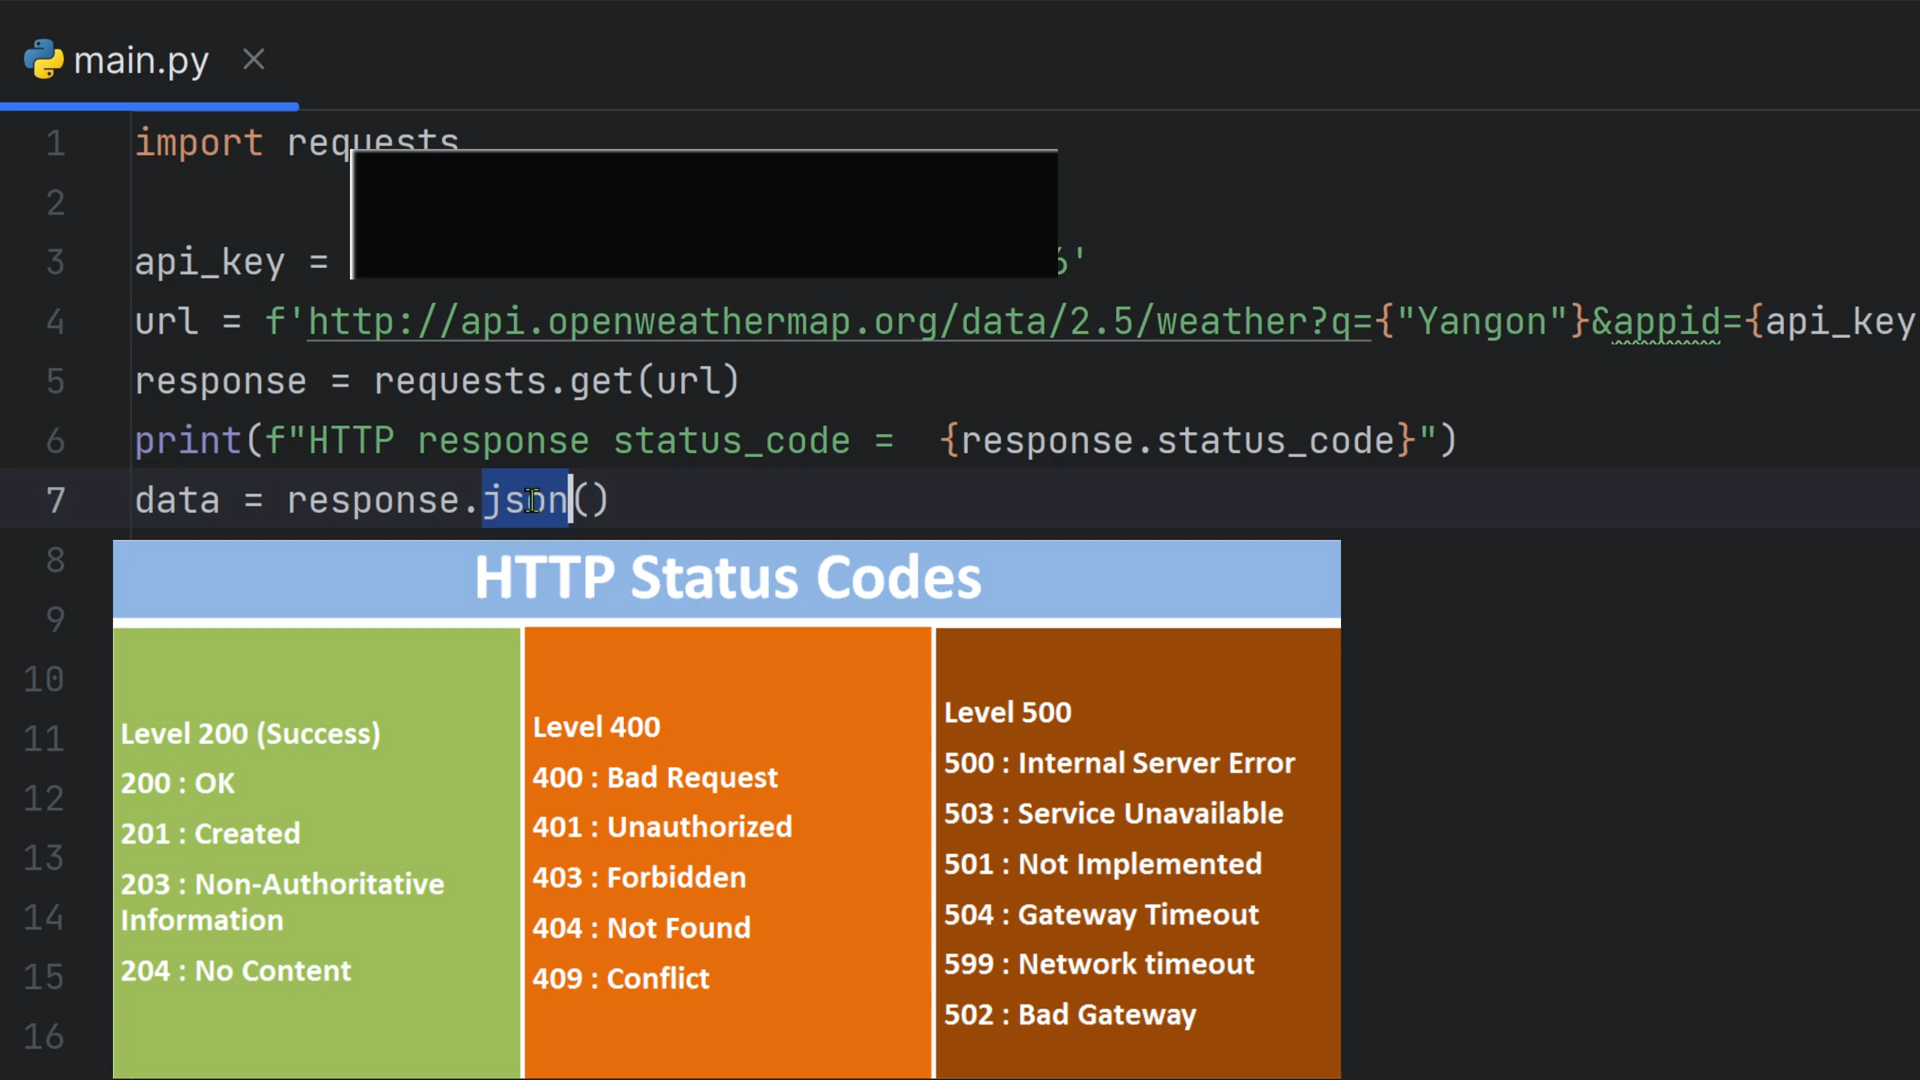 main.py
1 import requests
2
3 api_key = 6'
4 url = f'http://api.openweathermap.org/data/2.5/weather?q={"Yangon"}&appid={api_key
5 response = requests.get(url)
6 print(f"HTTP response status_code =  {response.status_code}")
7 data = response.json()
8
9
10
11
12
13
14
15
16
HTTP Status Codes
Level 200 (Success)
200 : OK
201 : Created
203 : Non-Authoritative
Information
204 : No Content
Level 400
400 : Bad Request
401 : Unauthorized
403 : Forbidden
404 : Not Found
409 : Conflict
Level 500
500 : Internal Server Error
503 : Service Unavailable
501 : Not Implemented
504 : Gateway Timeout
599 : Network timeout
502 : Bad Gateway